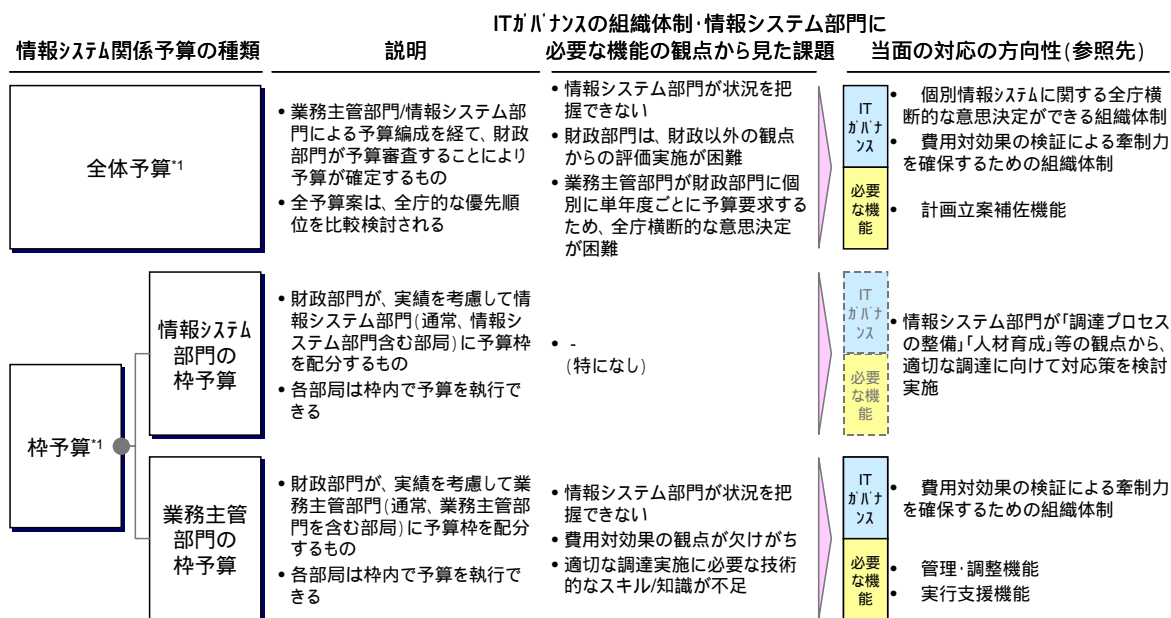 情報ｼｽﾃﾑ関係予算の種類
説明
ITｶﾞﾊﾞﾅﾝｽの組織体制･情報システム部門に
必要な機能の観点から見た課題
当面の対応の方向性(参照先)
全体予算*1
• 業務主管部門/情報システム部
門による予算編成を経て、財政
部門が予算審査することにより
予算が確定するもの
• 全予算案は、全庁的な優先順
位を比較検討される
• 情報システム部門が状況を把
握できない
• 財政部門は、財政以外の観点
からの評価実施が困難
• 業務主管部門が財政部門に個
別に単年度ごとに予算要求する
ため、全庁横断的な意思決定
が困難
IT
ｶﾞﾊﾞﾅ
ﾝｽ
• 個別情報ｼｽﾃﾑに関する全庁横
断的な意思決定ができる組織体制
• 費用対効果の検証による牽制力
を確保するための組織体制
必要
な機
能
• 計画立案補佐機能
枠予算*1
情報ｼｽﾃﾑ
部門の
枠予算
• 財政部門が、実績を考慮して情
報システム部門(通常、情報シ
ステム部門含む部局)に予算枠
を配分するもの
• 各部局は枠内で予算を執行で
きる
• -
(特になし)
IT
ｶﾞﾊﾞﾅ
ﾝｽ
必要
な機
能
• 情報システム部門が｢調達プロセス
の整備｣｢人材育成｣等の観点から、
適切な調達に向けて対応策を検討
実施
業務主管
部門の
枠予算
• 財政部門が、実績を考慮して業
務主管部門(通常、業務主管部
門を含む部局)に予算枠を配分
するもの
• 各部局は枠内で予算を執行で
きる
• 情報システム部門が状況を把
握できない
• 費用対効果の観点が欠けがち
• 適切な調達実施に必要な技術
的なスキル/知識が不足
IT
ｶﾞﾊﾞﾅ
ﾝｽ
• 費用対効果の検証による牽制力
を確保するための組織体制
必要
な機
能
• 管理･調整機能
• 実行支援機能